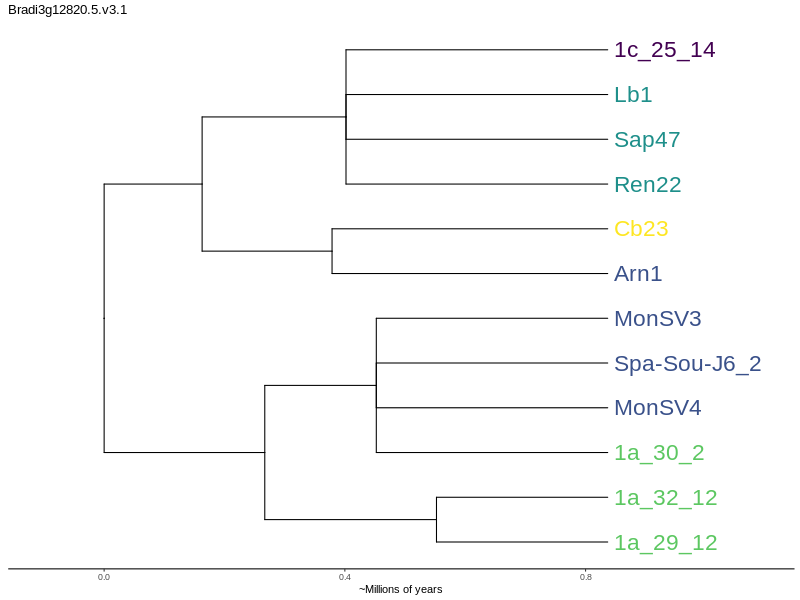 Bradi3g12820.5.v3.1
1c_25_14
Lb1
Sap47
Ren22
Cb23
Arn1
MonSV3
Spa-Sou-J6_2
MonSV4
1a_30_2
1a_32_12
1a_29_12
0.0 0.4 0.8
~Millions of years